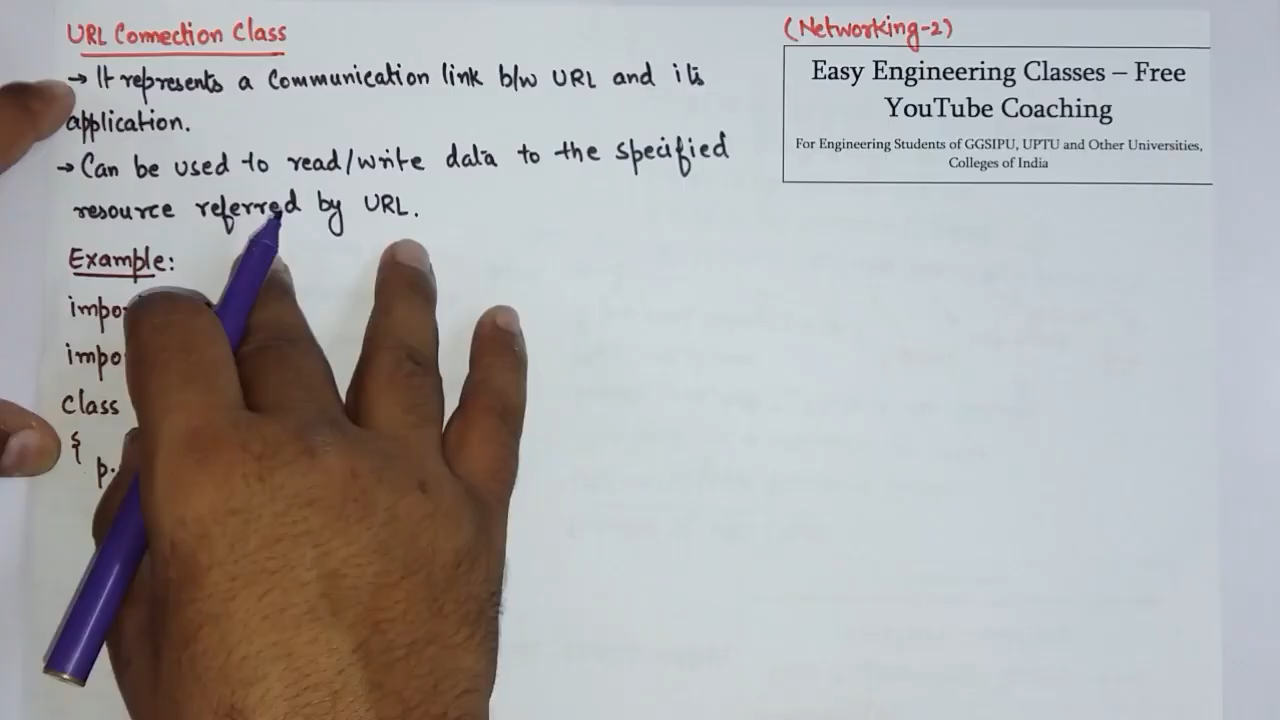 URL Connection Class
→ It represents a Communication link b/w URL and its
application.
→ Can be used to read/write data to the specified
resource referred by URL.
Example:
impo
impo
class
{
p.
(Networking-2)
Easy Engineering Classes – Free
YouTube Coaching
For Engineering Students of GGSIPU, UPTU and Other Universities,
Colleges of India